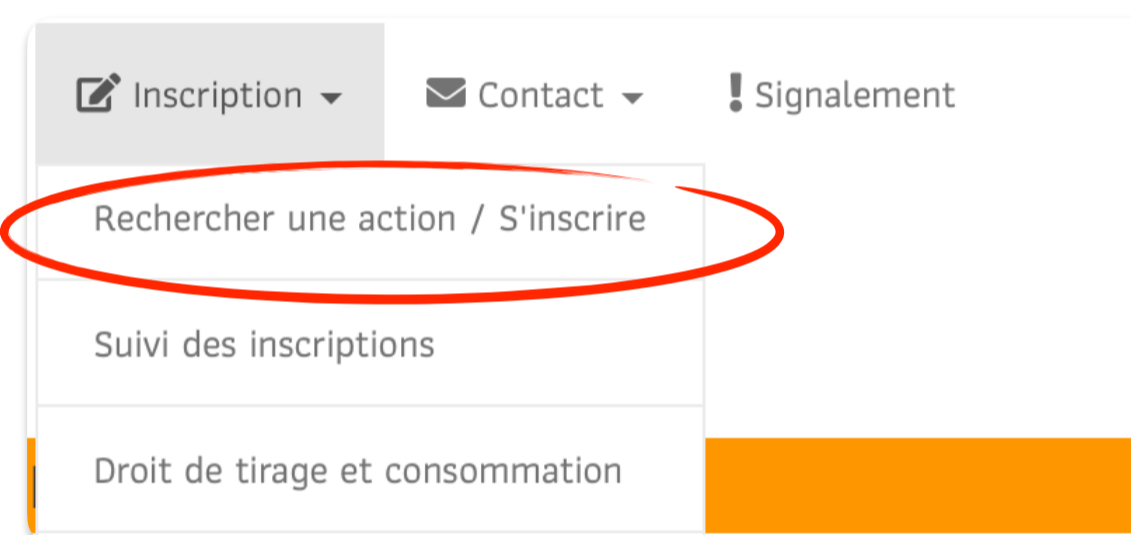 Inscription
Contact
Signalement
Rechercher une action / S'inscrire
Suivi des inscriptions
Droit de tirage et consommation